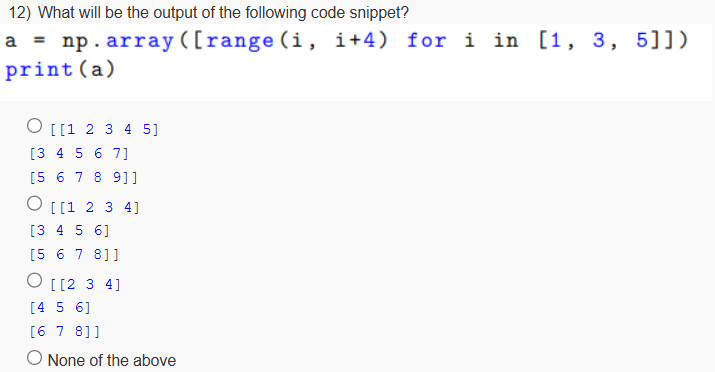 12) What will be the output of the following code snippet?
a = np.array([range(i, i+4) for i in [1, 3, 5]])
print(a)
[[1 2 3 4 5]
[3 4 5 6 7]
[5 6 7 8 9]]
[[1 2 3 4]
[3 4 5 6]
[5 6 7 8]]
[[2 3 4]
[4 5 6]
[6 7 8]]
None of the above